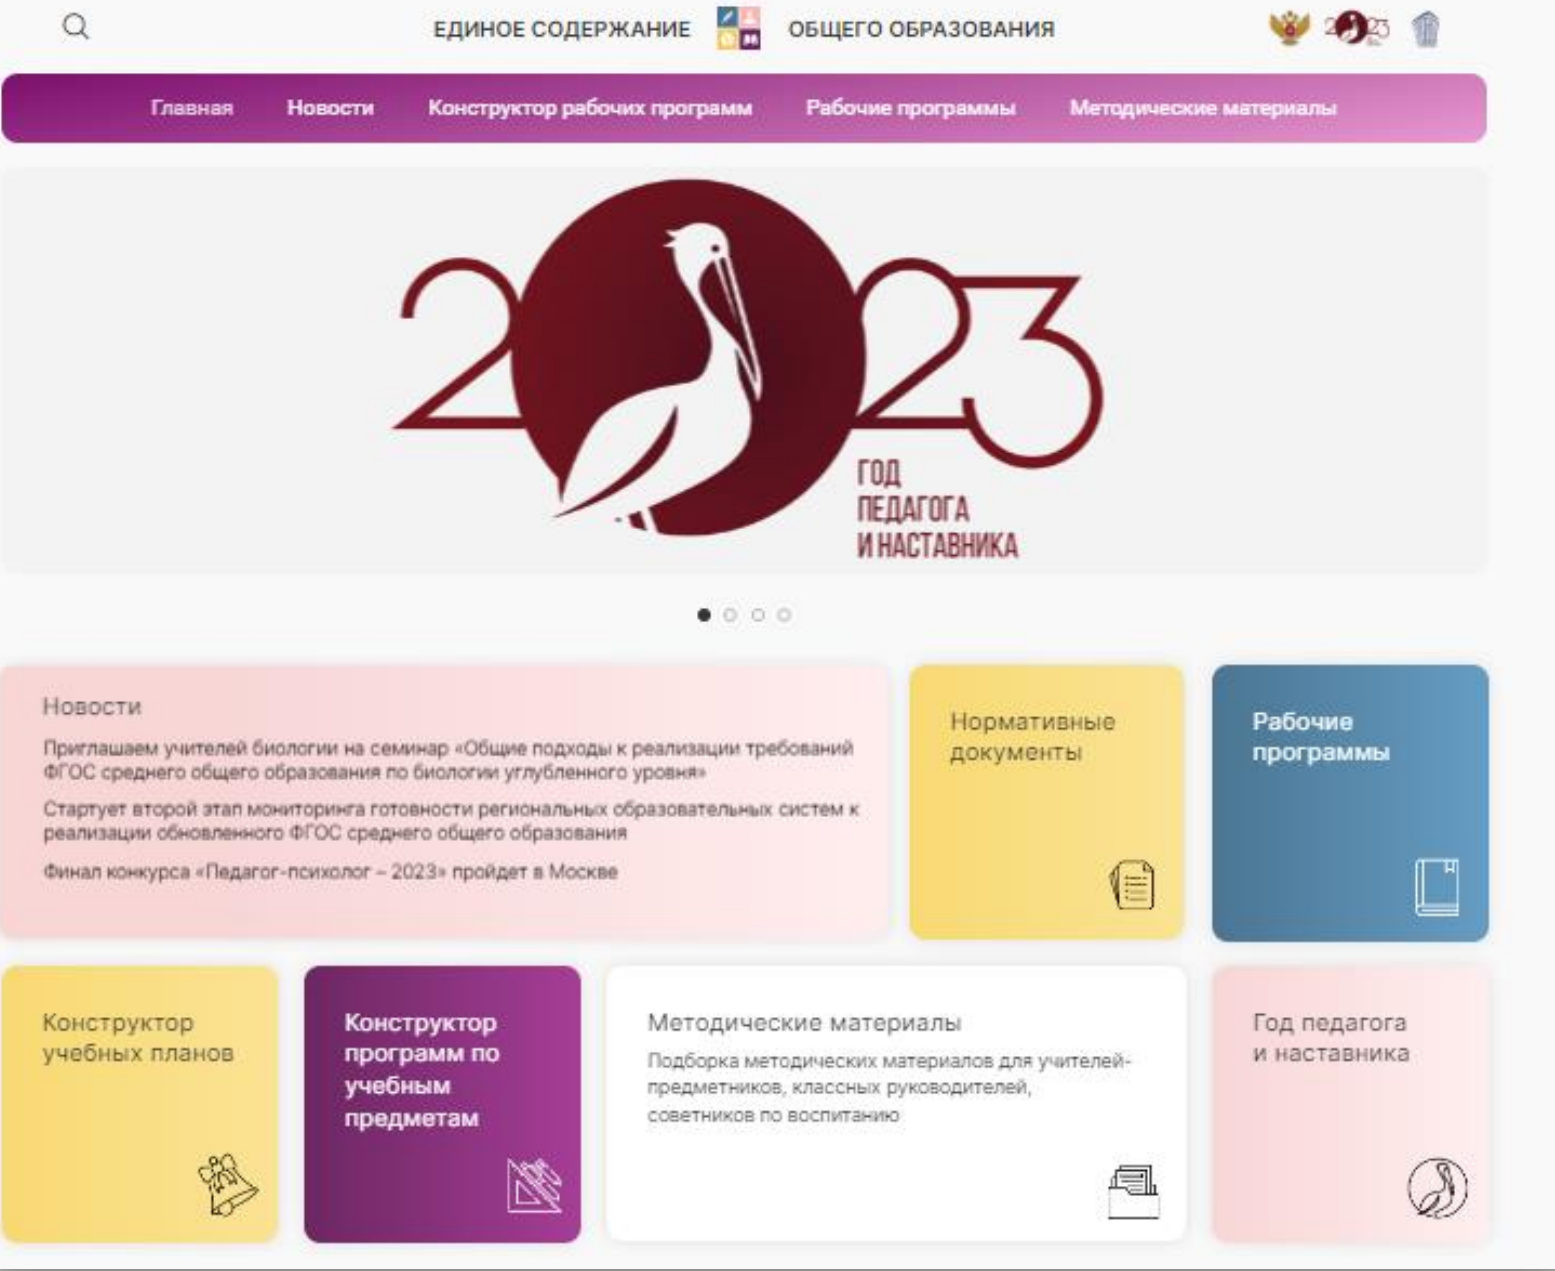 ЕДИНОЕ СОДЕРЖАНИЕ ОБЩЕГО ОБРАЗОВАНИЯ
2023
Главная Новости Конструктор рабочих программ Рабочие программы Методические материалы
2023
ГОД
ПЕДАГОГА
И НАСТАВНИКА
Новости
Приглашаем учителей биологии на семинар «Общие подходы к реализации требований
ФГОС среднего общего образования по биологии углубленного уровня»
Стартует второй этап мониторинга готовности региональных образовательных систем к
реализации обновленного ФГОС среднего общего образования
Финал конкурса «Педагог-психолог – 2023» пройдет в Москве
Нормативные
документы
Рабочие
программы
Конструктор
учебных планов
Конструктор
программ по
учебным
предметам
Методические материалы
Подборка методических материалов для учителей-
предметников, классных руководителей,
советников по воспитанию
Год педагога
и наставника